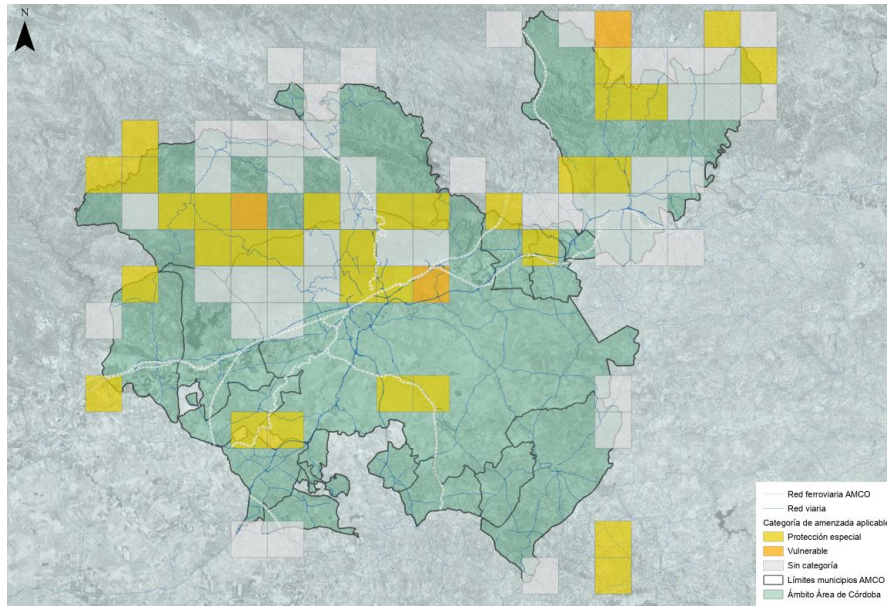 N
Red ferroviaria AMCO
Red viaria
Categoría de amenzada aplicable
Protección especial
Vulnerable
Sin categoría
Límites municipios AMCO
Ámbito Área de Córdoba